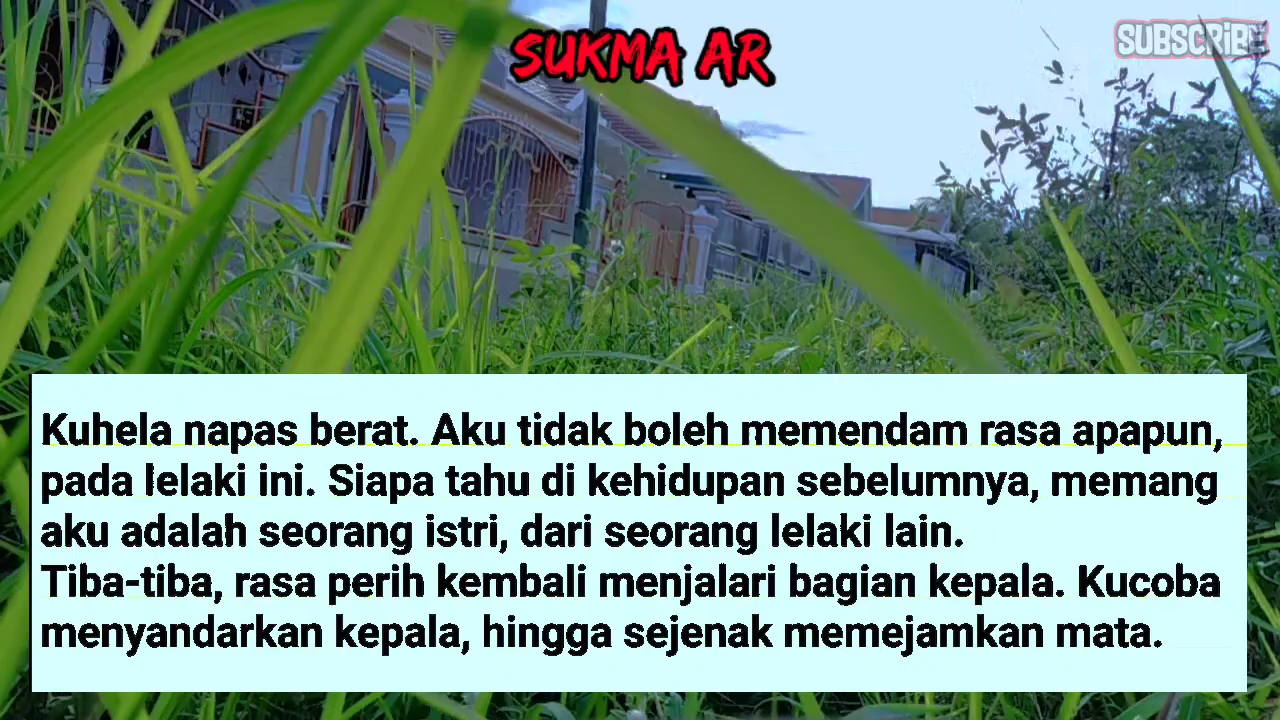 SUKMA AR
SUBSCRIBE
Kuhela napas berat. Aku tidak boleh memendam rasa apapun,
pada lelaki ini. Siapa tahu di kehidupan sebelumnya, memang
aku adalah seorang istri, dari seorang lelaki lain.
Tiba-tiba, rasa perih kembali menjalari bagian kepala. Kucoba
menyandarkan kepala, hingga sejenak memejamkan mata.